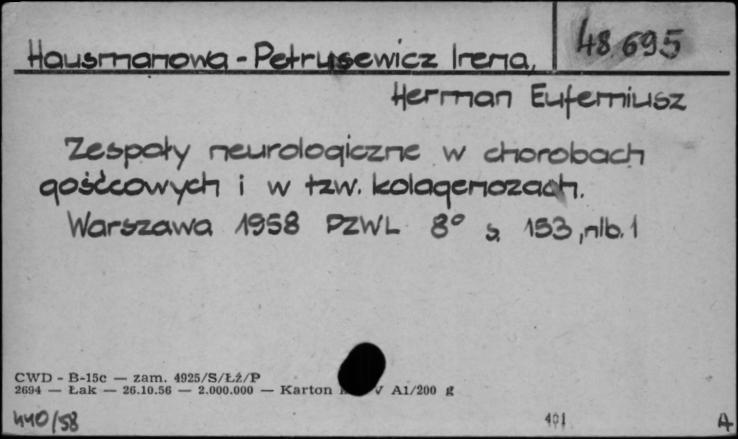 48.695
Hausmanowa-Petrusewicz Irena,
Herman Eufemiusz
Zespoły neurologiczne w chorobach
gośćcowych i w tzw. kolagenozach.
Warszawa 1958 PZWL 8° s. 153, nlb. 1
CWD - B-15c — zam. 4925/S/Łż/P
2694 — Łak — 26.10.56 — 2.000.000 — Karton V A1/200 g
440/58 401 A